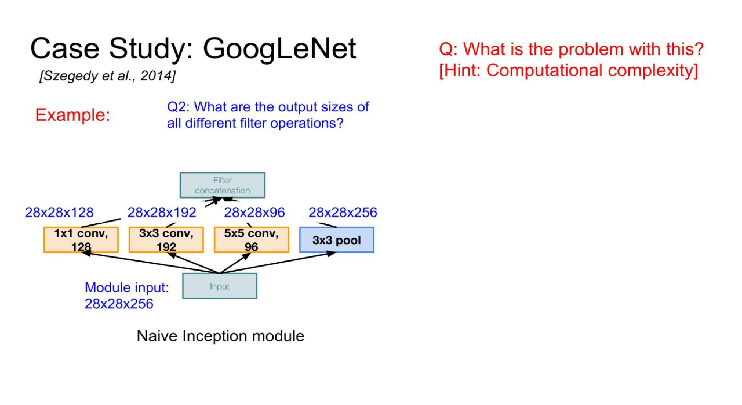 Case Study: GoogLeNet
[Szegedy et al., 2014]
Q: What is the problem with this?
[Hint: Computational complexity]
Example:
Q2: What are the output sizes of
all different filter operations?
Filter
concatenation
28x28x128
28x28x192
28x28x96
28x28x256
1x1 conv,
128
3x3 conv,
192
5x5 conv,
96
3x3 pool
Module input:
28x28x256
Input
Naive Inception module